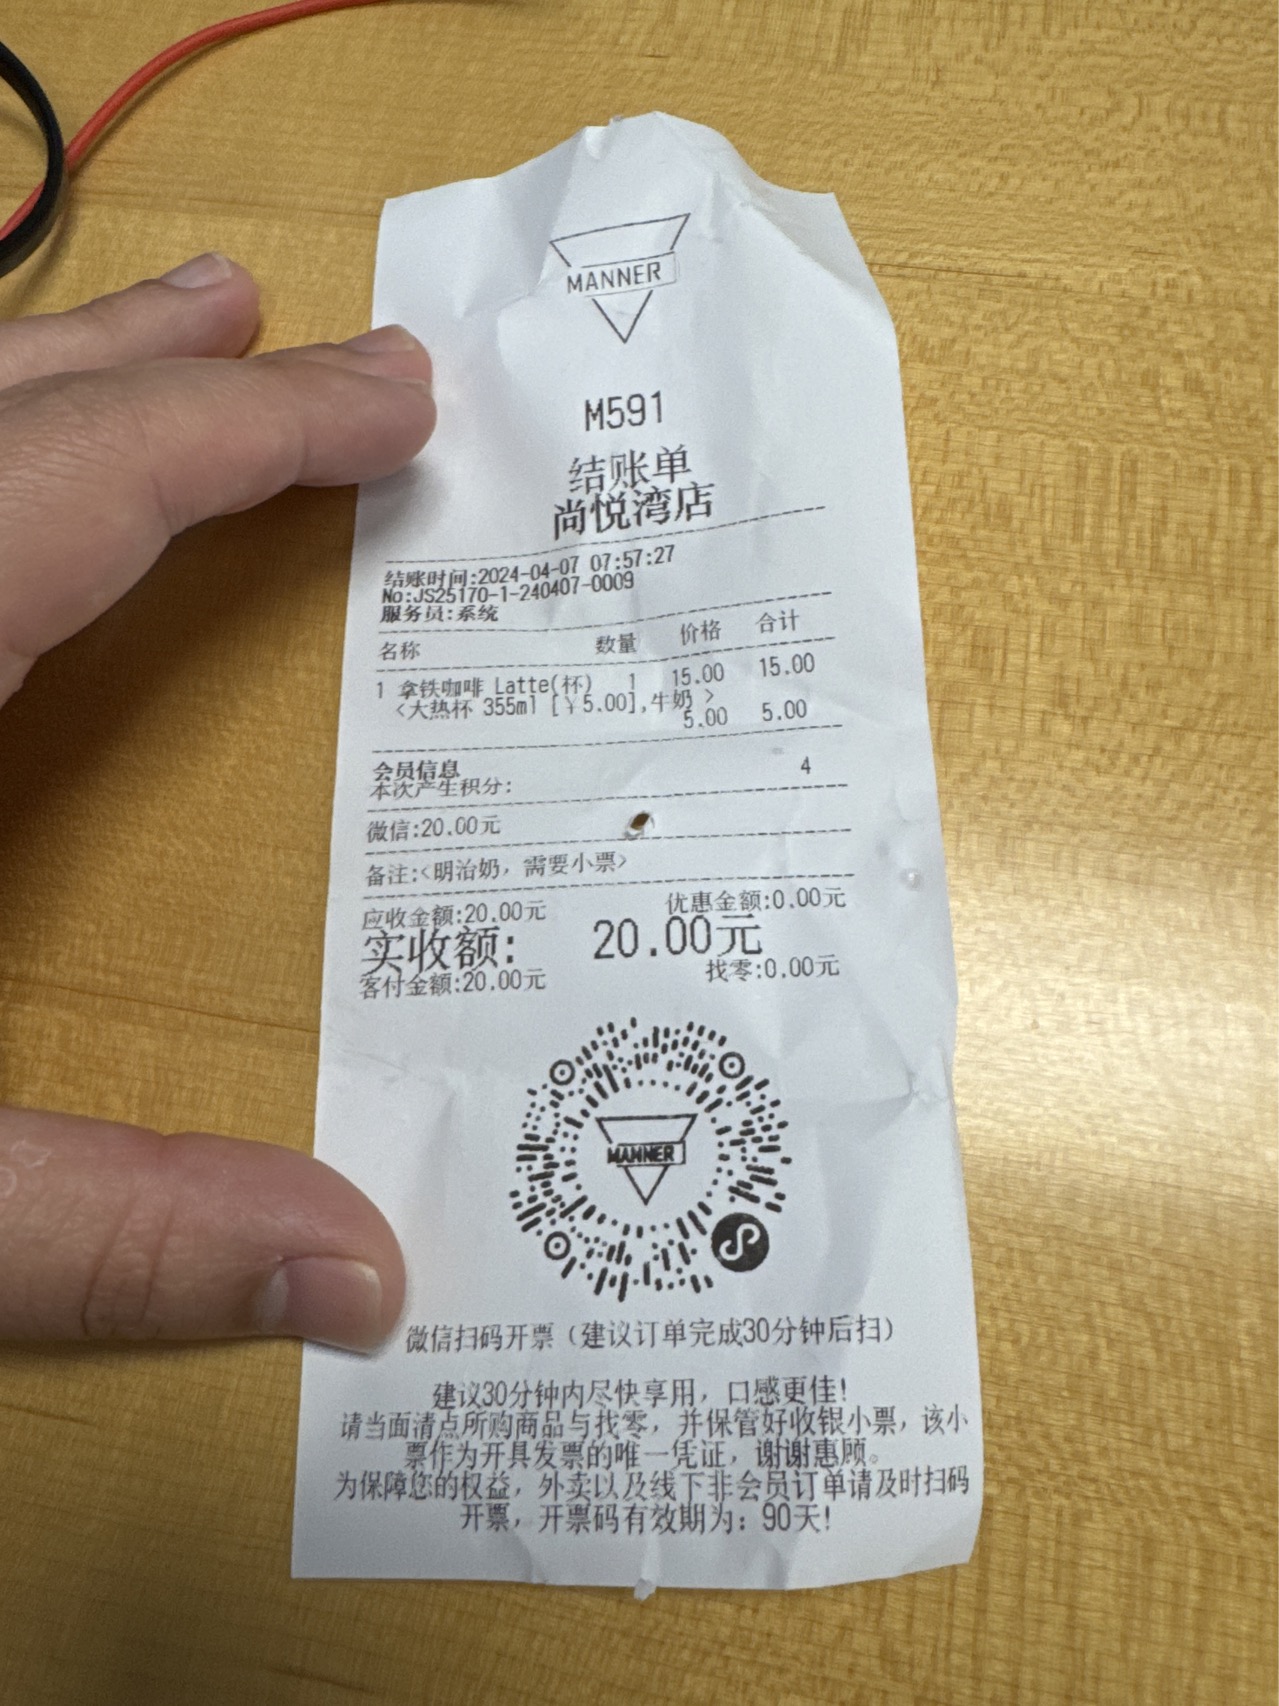 MANNER
M591
结账单
尚悦湾店
结账时间:2024-04-07 07:57:27
No:JS25170-1-240407-0009
服务员:系统
名称 数量 价格 合计
1 拿铁咖啡 Latte(杯) 1 15.00 15.00
<大热杯 355ml [￥5.00],牛奶 >
5.00 5.00
会员信息
本次产生积分: 4
微信:20.00元
备注:<明治奶，需要小票>
应收金额:20.00元 优惠金额:0.00元
实收额: 20.00元
客付金额:20.00元 找零:0.00元
MANNER
微信扫码开票（建议订单完成30分钟后扫）
建议30分钟内尽快享用，口感更佳!
请当面清点所购商品与找零，并保管好收银小票，该小
票作为开具发票的唯一凭证，谢谢惠顾。
为保障您的权益，外卖以及线下非会员订单请及时扫码
开票，开票码有效期为：90天!